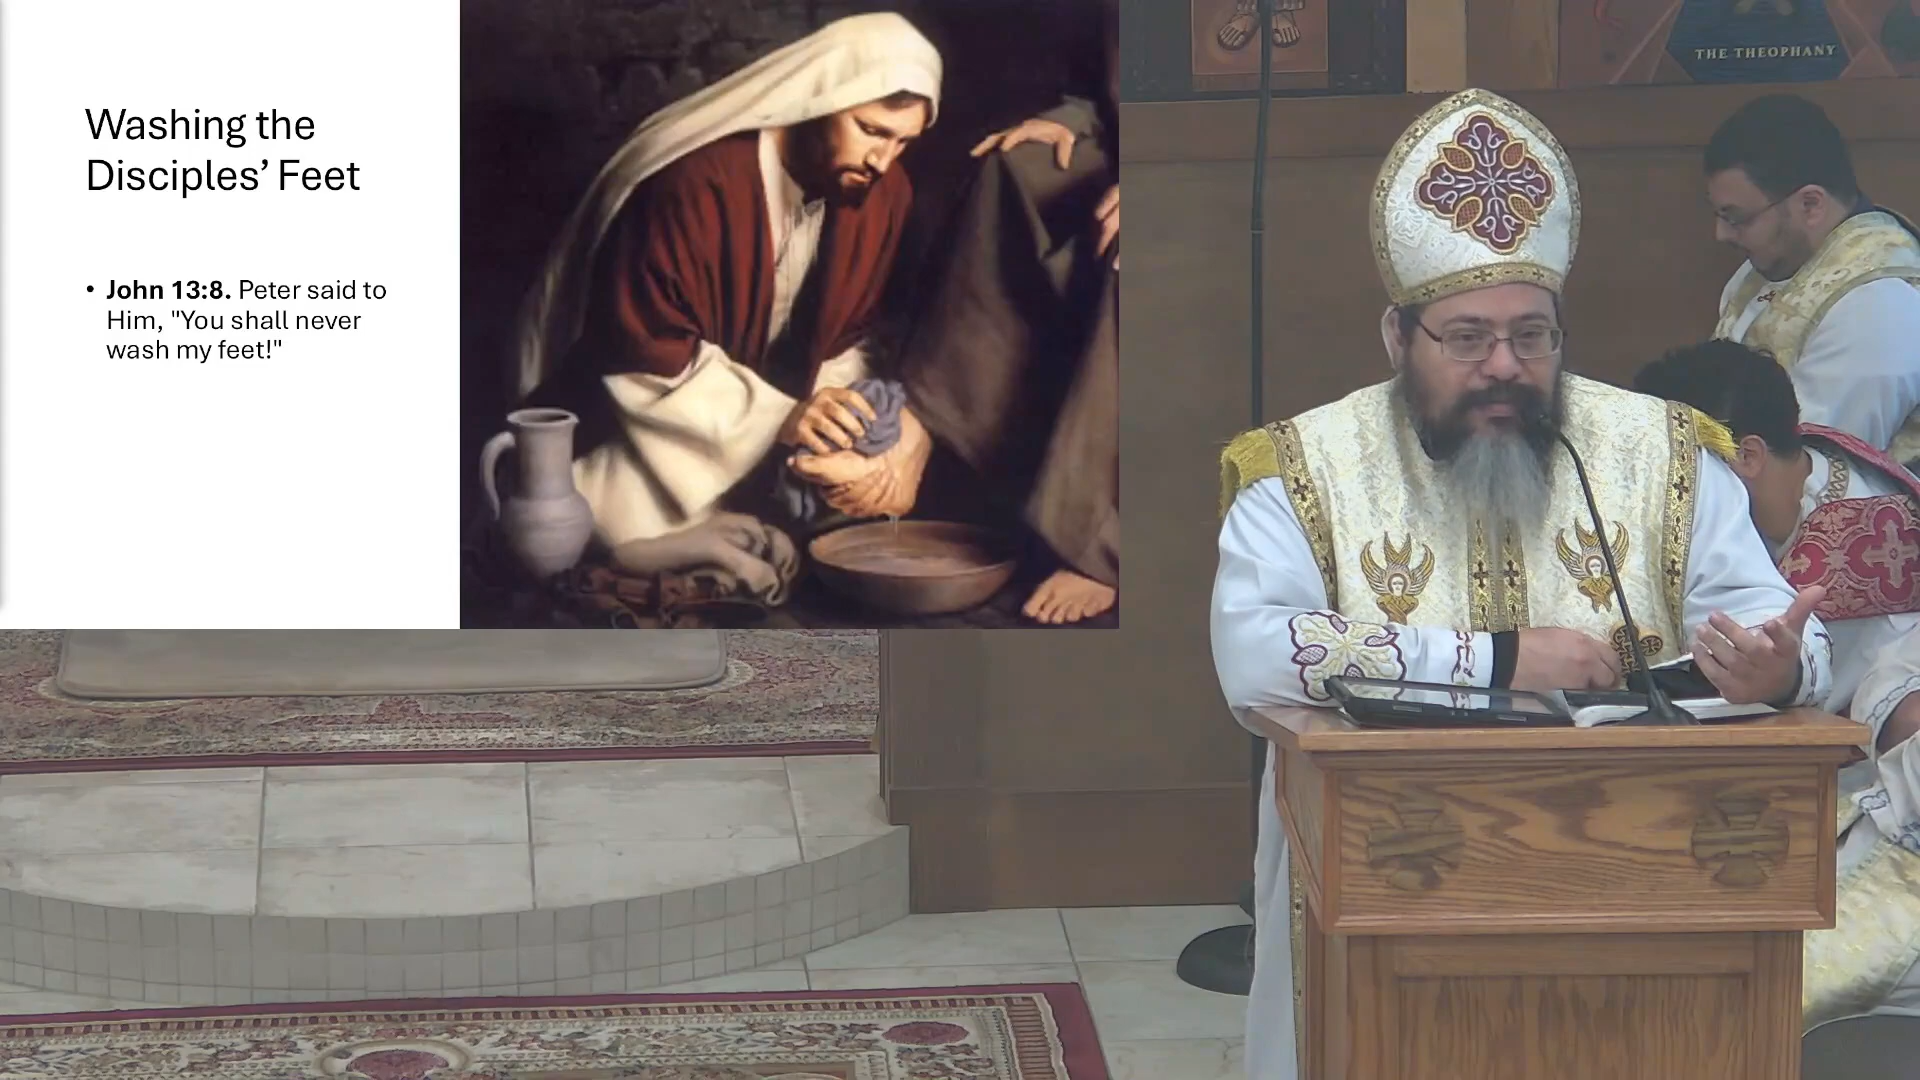 Washing the
Disciples’ Feet
• John 13:8. Peter said to
Him, "You shall never
wash my feet!"
THE THEOPHANY